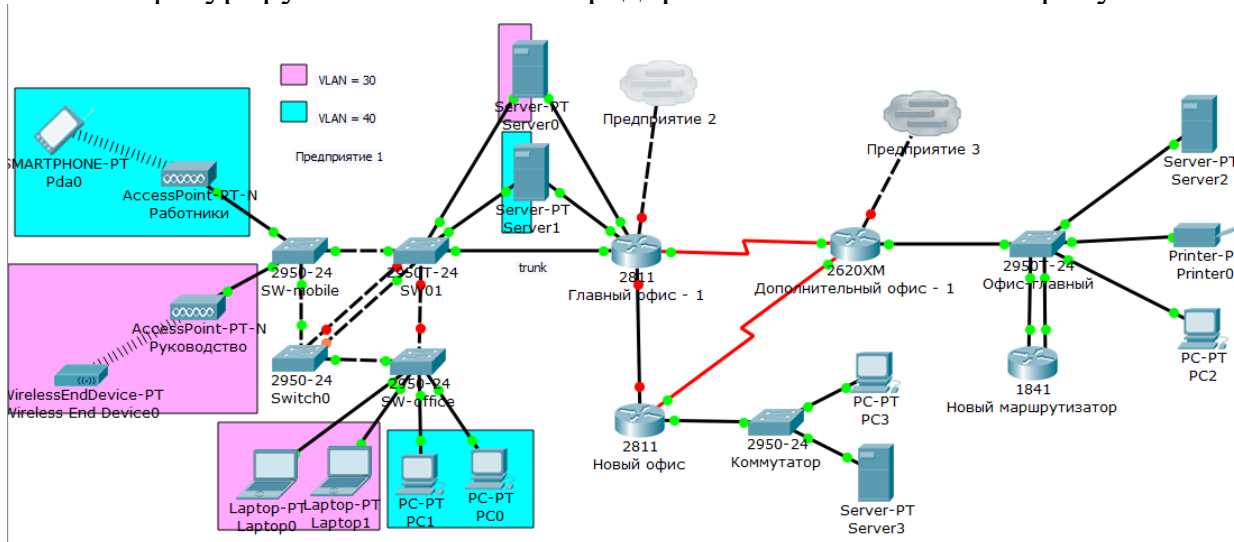 VLAN = 30
VLAN = 40
Предприятие 1
SMARTPHONE-PT
Pda0
AccessPoint-PT-N
Работники
AccessPoint-PT-N
Руководство
WirelessEndDevice-PT
Wireless End Device0
2950-24
SW-mobile
2950T-24
SW01
2950-24
Switch0
2950-24
SW-office
Laptop-PT
Laptop0
Laptop-PT
Laptop1
PC-PT
PC1
PC-PT
PC0
Server-PT
Server0
Server-PT
Server1
trunk
Предприятие 2
2811
Главный офис - 1
Предприятие 3
2620XM
Дополнительный офис - 1
2811
Новый офис
2950-24
Коммутатор
PC-PT
PC3
Server-PT
Server3
2950T-24
Офис-главный
1841
Новый маршрутизатор
Server-PT
Server2
Printer-P
Printer0
PC-PT
PC2